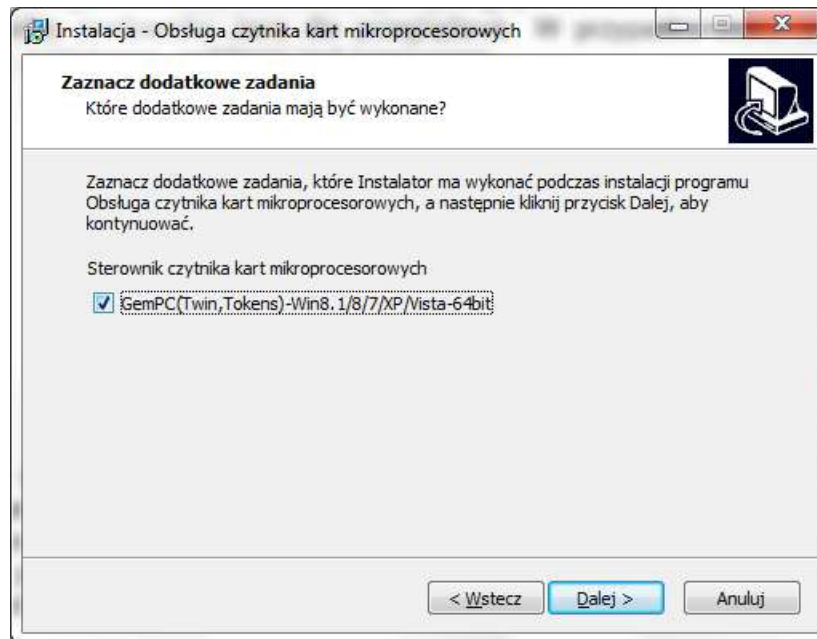 Instalacja - Obsługa czytnika kart mikroprocesorowych
Zaznacz dodatkowe zadania
Które dodatkowe zadania mają być wykonane?
Zaznacz dodatkowe zadania, które Instalator ma wykonać podczas instalacji programu
Obsługa czytnika kart mikroprocesorowych, a następnie kliknij przycisk Dalej, aby
kontynuować.
Sterownik czytnika kart mikroprocesorowych
GemPC(Twin,Tokens)-Win8.1/8/7/XP/Vista-64bit
< Wstecz Dalej > Anuluj